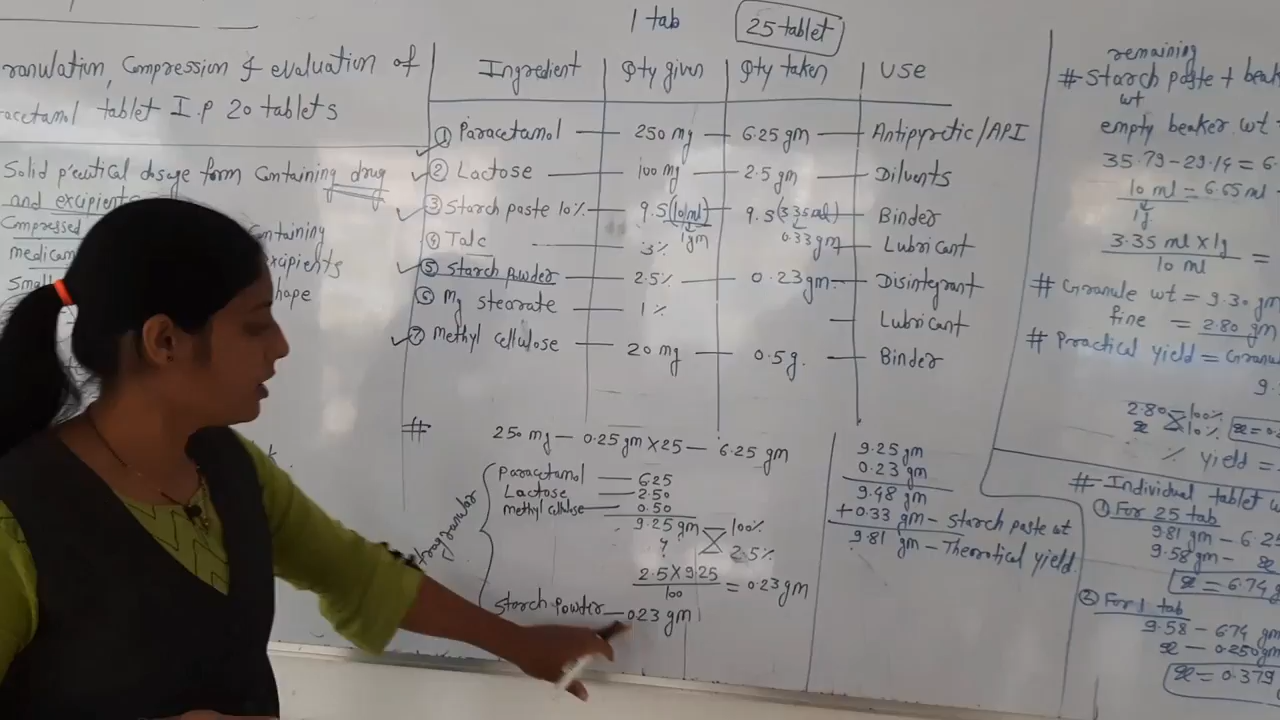 ranulation, Compression & evaluation of
acetamol tablet I.P 20 tablets
Solid p'ceutical dosage form containing drug
and excipients
Compressed containing
medicam excipients
Small hape
1 tab 25 tablet
Ingredient Qty given Qty taken USE
① Paracetamol — 250 mg — 6.25 gm — Antipyretic/API
② Lactose — 100 mg — 2.5 gm — Diluents
③ Starch paste 10% — 9.5 (10ml) — 9.5 (3.35ml) — Binder
1gm 0.33gm
④ Talc — 3% — Lubricant
⑤ Starch powder — 2.5% — 0.23 gm — Disintegrant
⑥ Mg stearate — 1% — Lubricant
⑦ Methyl cellulose — 20 mg — 0.5g. — Binder
# 250 mg — 0.25 gm × 25 — 6.25 gm
Paracetamol — 6.25
Lactose — 2.50
methyl cellulose — 0.50
9.25 gm 100%
? 2.5%
2.5 × 9.25 / 100 = 0.23 gm
Starch powder — 0.23 gm
9.25 gm
0.23 gm
9.48 gm
+ 0.33 gm — Starch paste wt
9.81 gm — Theoretical yield
remaining
# Starch paste + beak
wt
empty beaker wt -
35.79 - 29.14 = 6.
10 ml = 6.65 ml
1g
3.35 ml × 1g / 10 ml =
# Granule wt = 9.30 gm
fine = 2.80 gm
# Practical yield = Granu
9.
2.80 100%
x 10% x = 0.
% yield =
# Individual tablet w
① For 25 tab
9.81 gm - 6.25
9.58 gm - x
x = 6.74 g
② For 1 tab
9.58 - 6.74 gm
x - 0.250 gm
x = 0.379